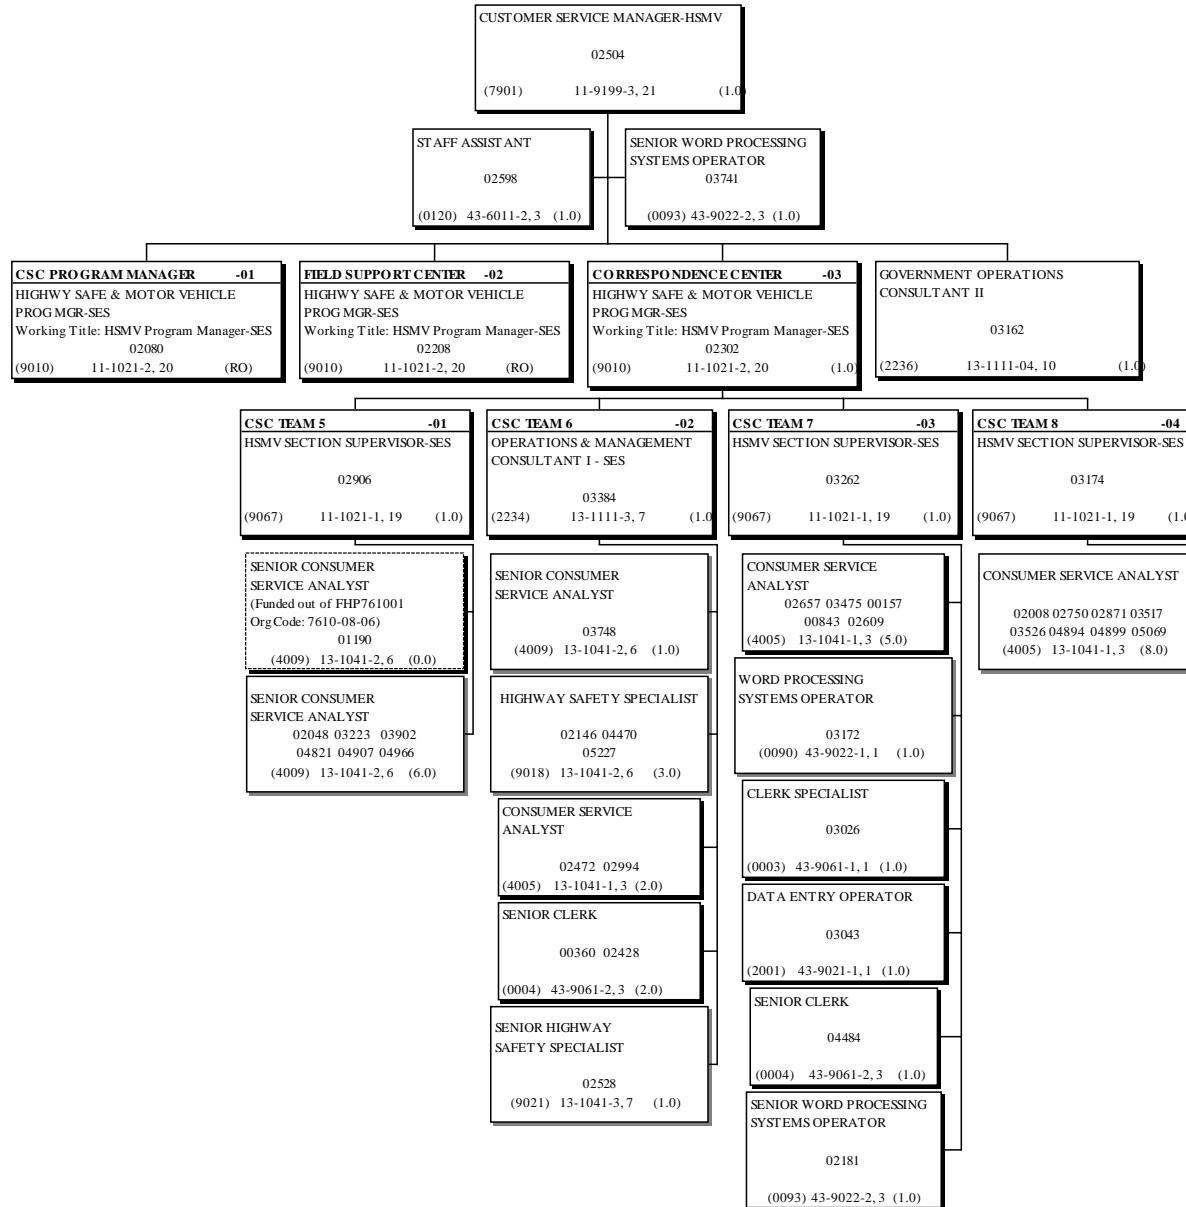 CUSTOMER SERVICE MANAGER-HSMV
02504
(7901) 11-9199-3, 21 (1.0)
STAFF ASSISTANT
02598
(0120) 43-6011-2, 3 (1.0)
SENIOR WORD PROCESSING
SYSTEMS OPERATOR
03741
(0093) 43-9022-2, 3 (1.0)
CSC PROGRAM MANAGER -01
HIGHWY SAFE & MOTOR VEHICLE
PROG MGR-SES
Working Title: HSMV Program Manager-SES
02080
(9010) 11-1021-2, 20 (RO)
FIELD SUPPORT CENTER -02
HIGHWY SAFE & MOTOR VEHICLE
PROG MGR-SES
Working Title: HSMV Program Manager-SES
02208
(9010) 11-1021-2, 20 (RO)
CORRESPONDENCE CENTER -03
HIGHWY SAFE & MOTOR VEHICLE
PROG MGR-SES
Working Title: HSMV Program Manager-SES
02302
(9010) 11-1021-2, 20 (1.0)
GOVERNMENT OPERATIONS
CONSULTANT II
03162
(2236) 13-1111-04, 10 (1.0)
CSC TEAM 5 -01
HSMV SECTION SUPERVISOR-SES
02906
(9067) 11-1021-1, 19 (1.0)
SENIOR CONSUMER
SERVICE ANALYST
(Funded out of FHP761001
Org Code: 7610-08-06)
01190
(4009) 13-1041-2, 6 (0.0)
SENIOR CONSUMER
SERVICE ANALYST
02048 03223 03902
04821 04907 04966
(4009) 13-1041-2, 6 (6.0)
CSC TEAM 6 -02
OPERATIONS & MANAGEMENT
CONSULTANT I - SES
03384
(2234) 13-1111-3, 7 (1.0
SENIOR CONSUMER
SERVICE ANALYST
03748
(4009) 13-1041-2, 6 (1.0)
HIGHWAY SAFETY SPECIALIST
02146 04470
05227
(9018) 13-1041-2, 6 (3.0)
CONSUMER SERVICE
ANALYST
02472 02994
(4005) 13-1041-1, 3 (2.0)
SENIOR CLERK
00360 02428
(0004) 43-9061-2, 3 (2.0)
SENIOR HIGHWAY
SAFETY SPECIALIST
02528
(9021) 13-1041-3, 7 (1.0)
CSC TEAM 7 -03
HSMV SECTION SUPERVISOR-SES
03262
(9067) 11-1021-1, 19 (1.0)
CONSUMER SERVICE
ANALYST
02657 03475 00157
00843 02609
(4005) 13-1041-1, 3 (5.0)
WORD PROCESSING
SYSTEMS OPERATOR
03172
(0090) 43-9022-1, 1 (1.0)
CLERK SPECIALIST
03026
(0003) 43-9061-1, 1 (1.0)
DATA ENTRY OPERATOR
03043
(2001) 43-9021-1, 1 (1.0)
SENIOR CLERK
04484
(0004) 43-9061-2, 3 (1.0)
SENIOR WORD PROCESSING
SYSTEMS OPERATOR
02181
(0093) 43-9022-2, 3 (1.0)
CSC TEAM 8 -04
HSMV SECTION SUPERVISOR-SES
03174
(9067) 11-1021-1, 19 (1.0
CONSUMER SERVICE ANALYST
02008 02750 02871 03517
03526 04894 04899 05069
(4005) 13-1041-1, 3 (8.0)